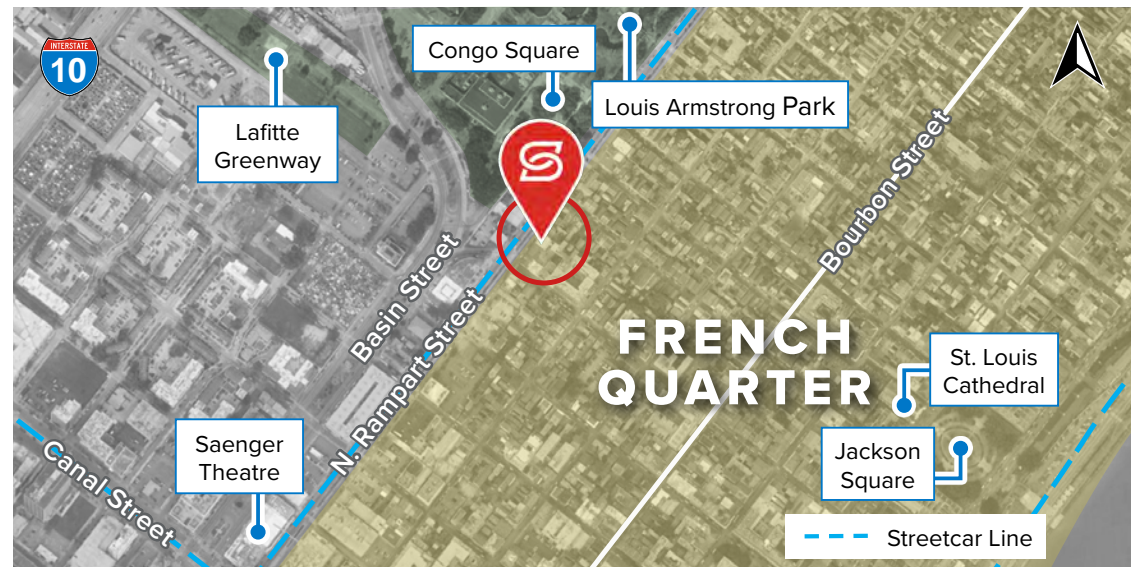 INTERSTATE
10
Congo Square
Louis Armstrong Park
Lafitte
Greenway
S
Bourbon Street
Basin Street
N. Rampart Street
FRENCH
QUARTER
St. Louis
Cathedral
Saenger
Theatre
Jackson
Square
Canal Street
Streetcar Line